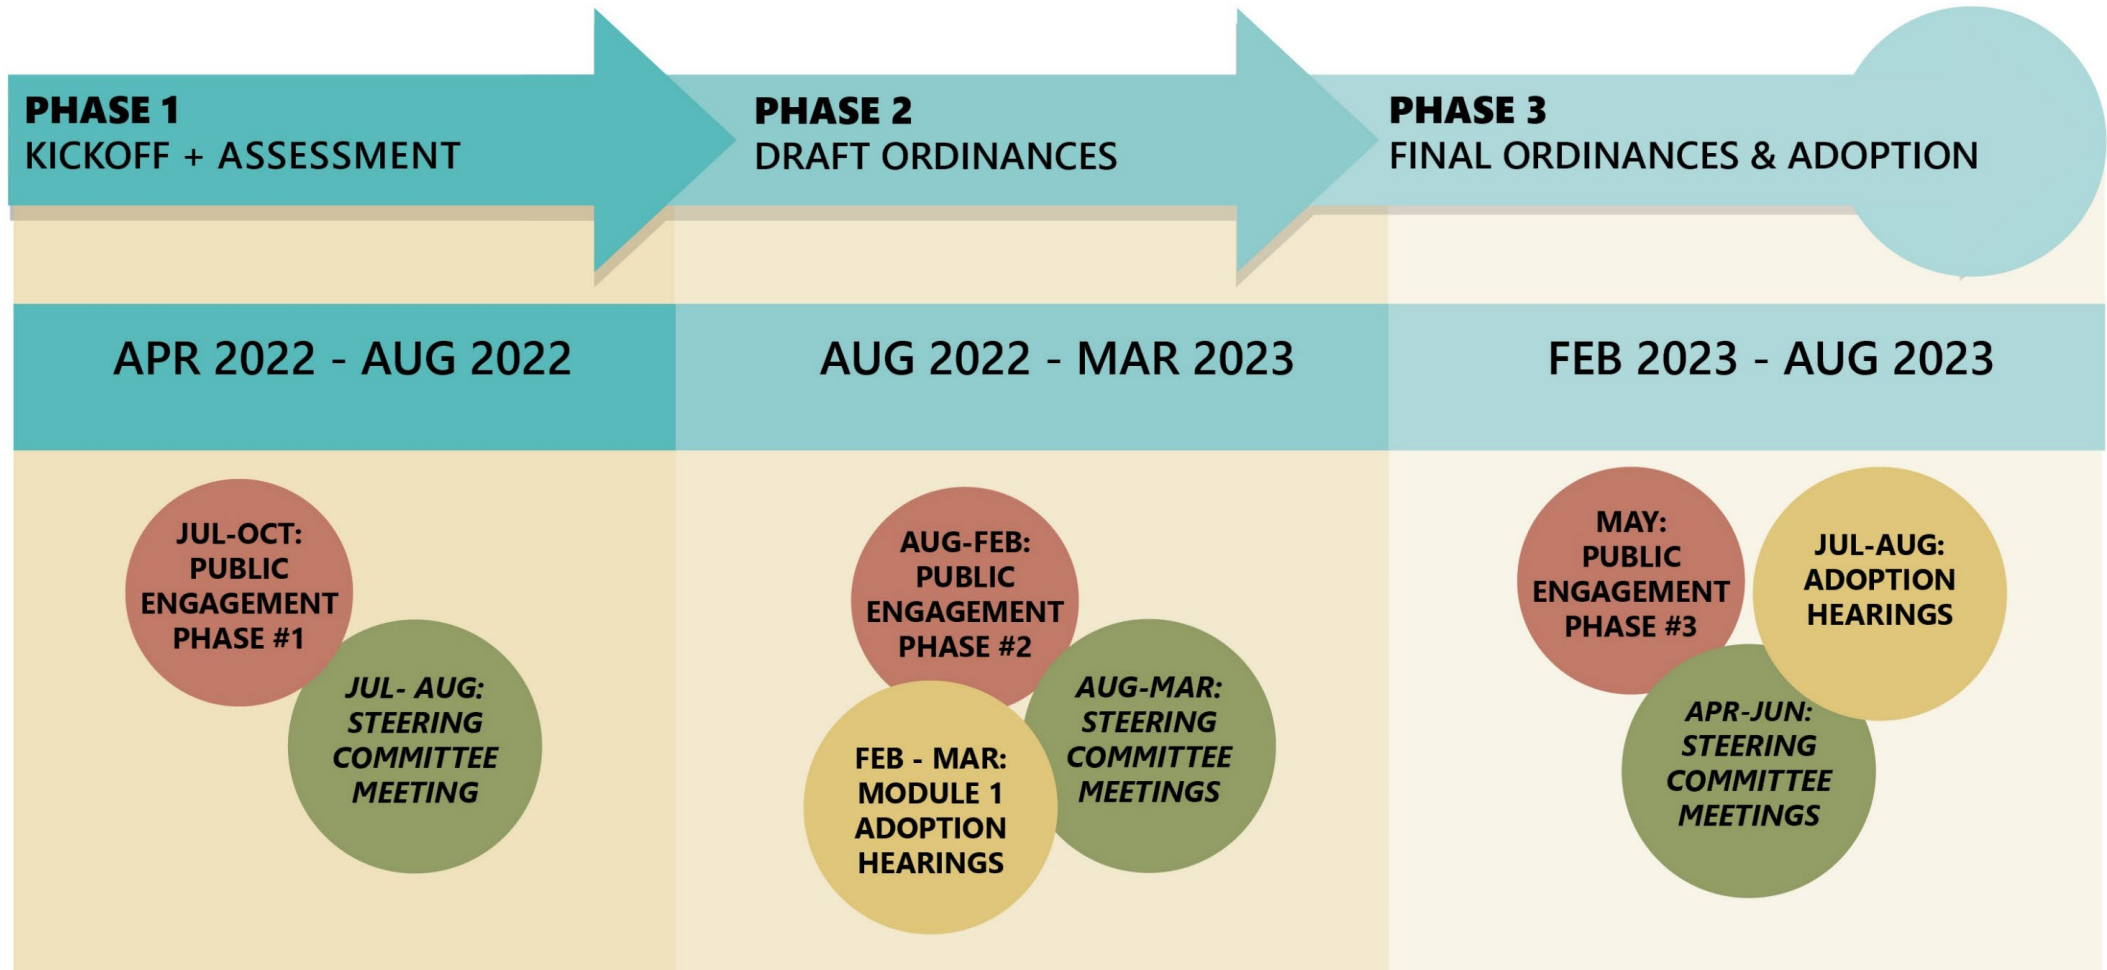 PHASE 1
KICKOFF + ASSESSMENT
PHASE 2
DRAFT ORDINANCES
PHASE 3
FINAL ORDINANCES & ADOPTION
APR 2022 - AUG 2022
AUG 2022 - MAR 2023
FEB 2023 - AUG 2023
JUL-OCT:
PUBLIC
ENGAGEMENT
PHASE #1
JUL- AUG:
STEERING
COMMITTEE
MEETING
AUG-FEB:
PUBLIC
ENGAGEMENT
PHASE #2
AUG-MAR:
STEERING
COMMITTEE
MEETINGS
FEB - MAR:
MODULE 1
ADOPTION
HEARINGS
MAY:
PUBLIC
ENGAGEMENT
PHASE #3
JUL-AUG:
ADOPTION
HEARINGS
APR-JUN:
STEERING
COMMITTEE
MEETINGS